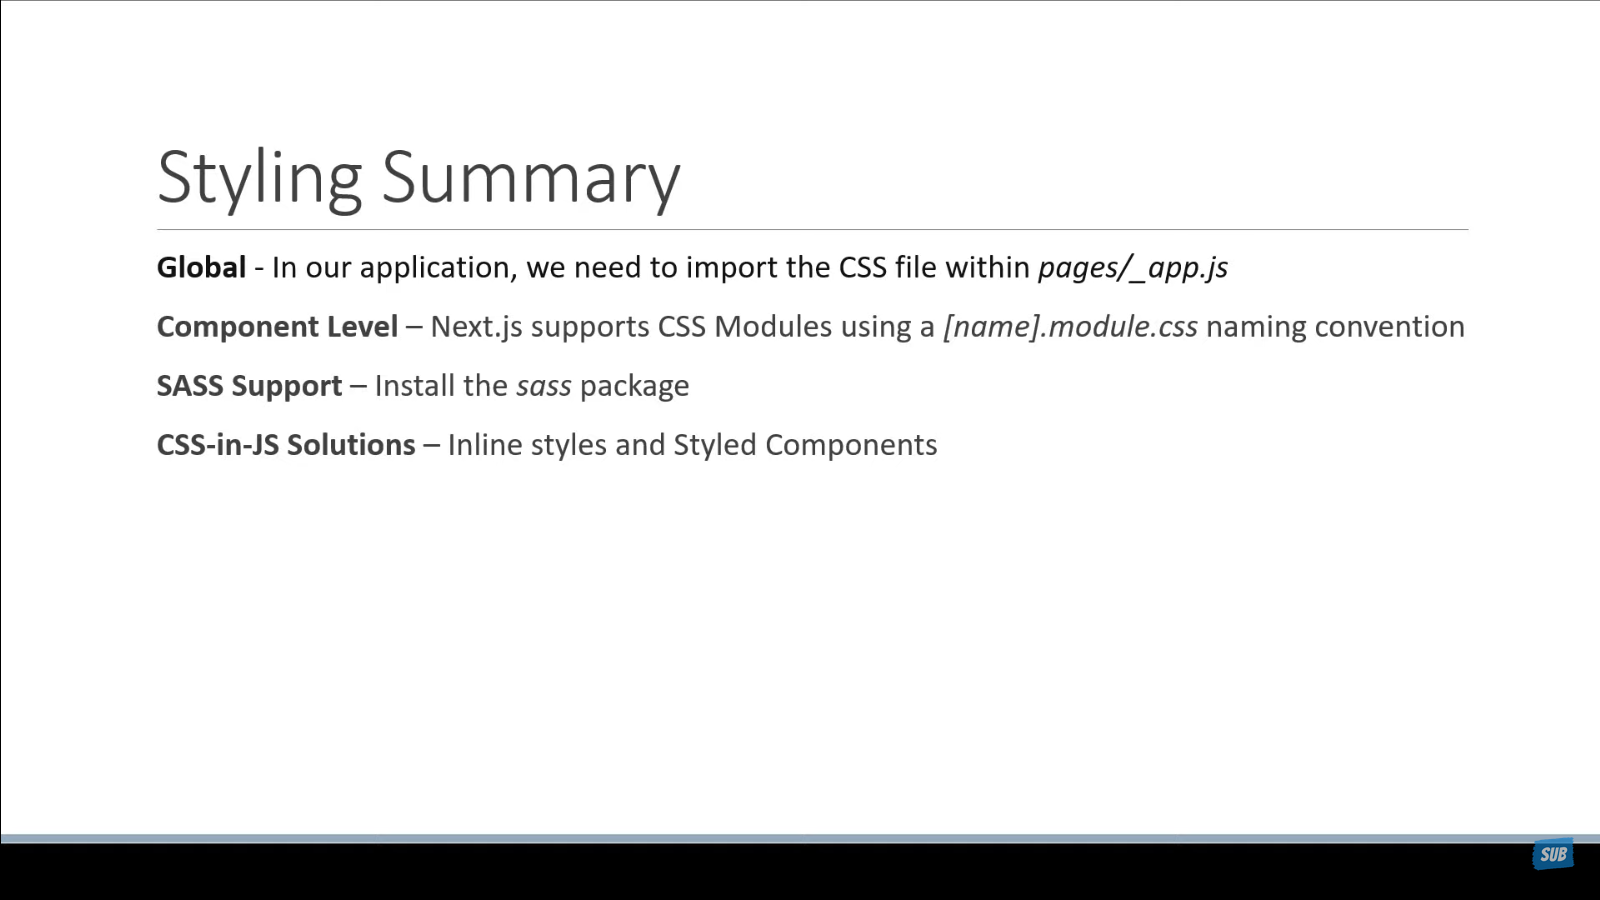 Styling Summary
Global - In our application, we need to import the CSS file within pages/_app.js
Component Level – Next.js supports CSS Modules using a [name].module.css naming convention
SASS Support – Install the sass package
CSS-in-JS Solutions – Inline styles and Styled Components
SUB